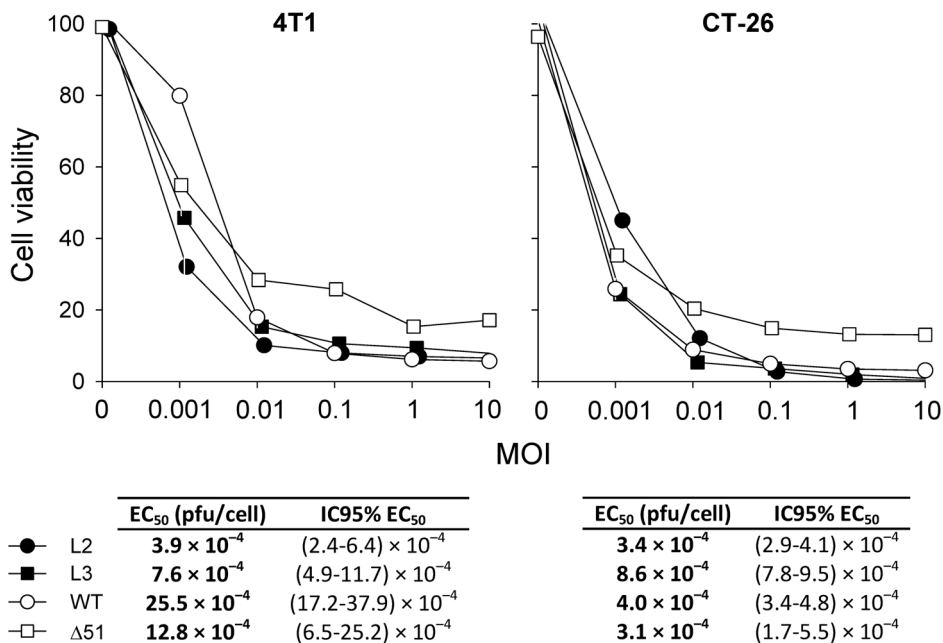 4T1
CT-26
Cell viability
100
80
60
40
20
0
0 0.001 0.01 0.1 1 10
0 0.001 0.01 0.1 1 10
MOI
EC₅₀ (pfu/cell) IC95% EC₅₀ EC₅₀ (pfu/cell) IC95% EC₅₀
L2 3.9 × 10⁻⁴ (2.4-6.4) × 10⁻⁴ 3.4 × 10⁻⁴ (2.9-4.1) × 10⁻⁴
L3 7.6 × 10⁻⁴ (4.9-11.7) × 10⁻⁴ 8.6 × 10⁻⁴ (7.8-9.5) × 10⁻⁴
WT 25.5 × 10⁻⁴ (17.2-37.9) × 10⁻⁴ 4.0 × 10⁻⁴ (3.4-4.8) × 10⁻⁴
Δ51 12.8 × 10⁻⁴ (6.5-25.2) × 10⁻⁴ 3.1 × 10⁻⁴ (1.7-5.5) × 10⁻⁴